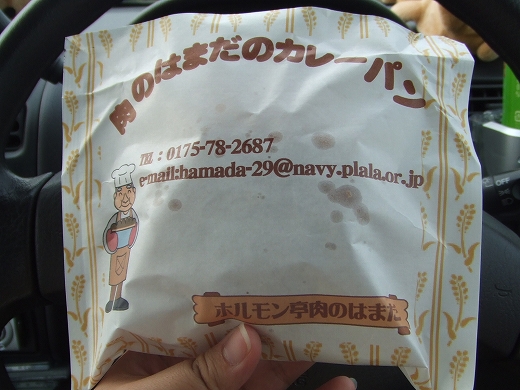 肉のはまだのカレーパン
TEL：0175-78-2687
e-mail:hamada-29@navy.plala.or.jp
ホルモン亭肉のはまだ